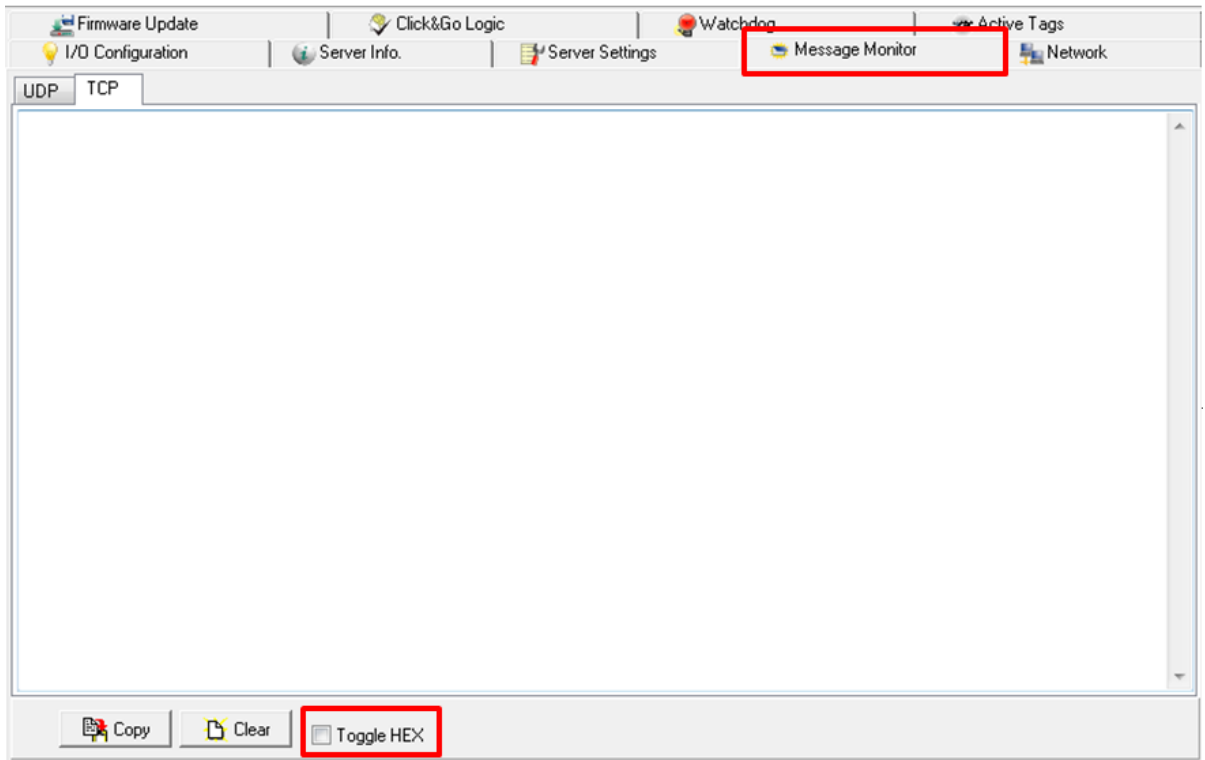 Firmware Update Click&Go Logic Watchdog Active Tags
I/O Configuration Server Info. Server Settings Message Monitor Network
UDP TCP
Copy Clear Toggle HEX